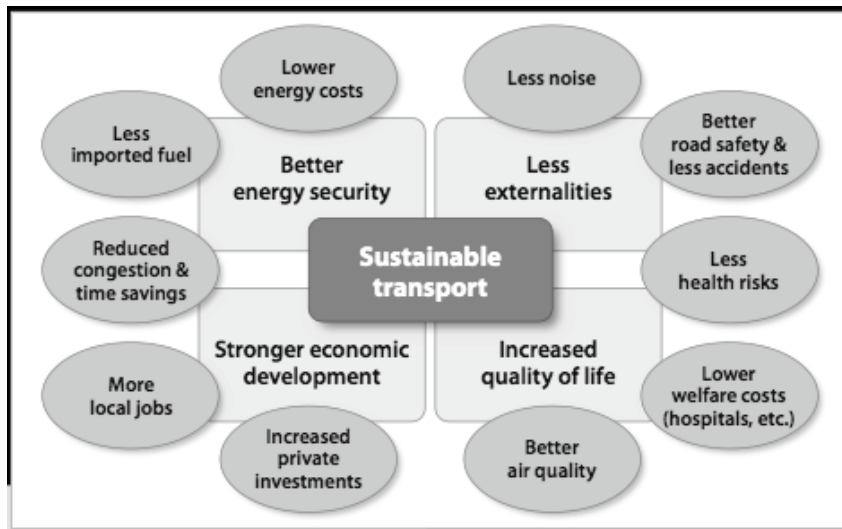 Lower
energy costs
Less noise
Less
imported fuel
Better
road safety &
less accidents
Better
energy security
Less
externalities
Reduced
congestion &
time savings
Sustainable
transport
Less
health risks
Stronger economic
development
Increased
quality of life
More
local jobs
Lower
welfare costs
(hospitals, etc.)
Increased
private
investments
Better
air quality